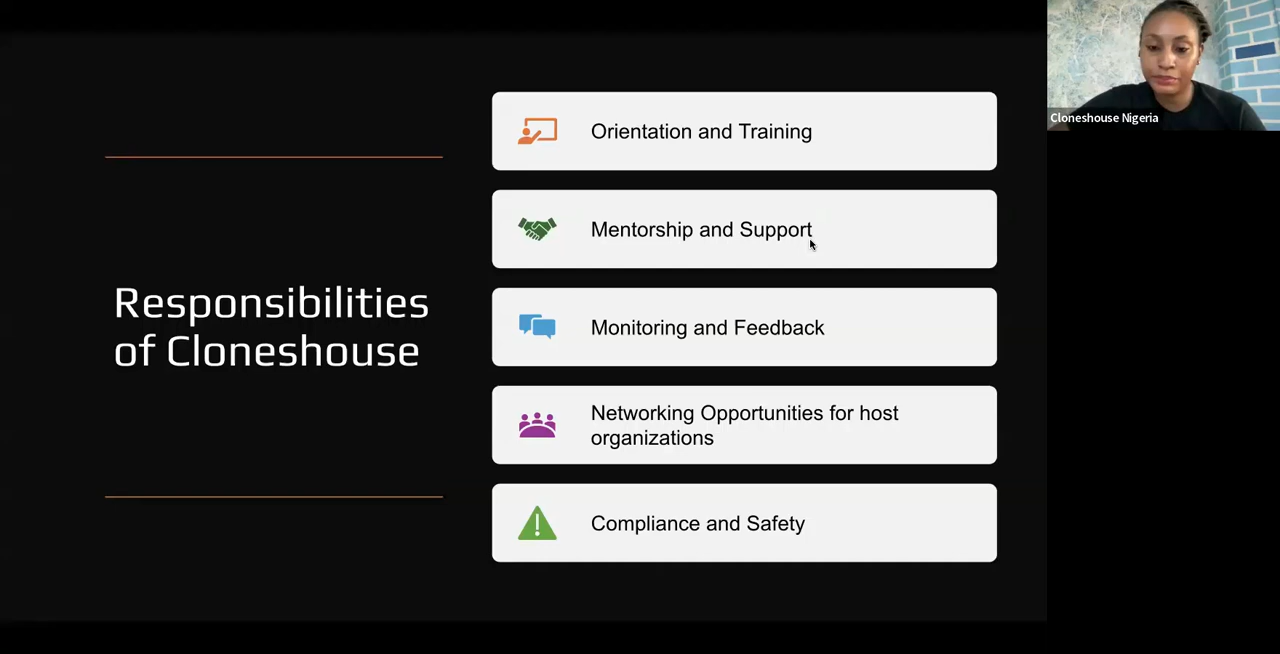 Responsibilities
of Cloneshouse
Orientation and Training
Mentorship and Support
Monitoring and Feedback
Networking Opportunities for host
organizations
Compliance and Safety
Cloneshouse Nigeria